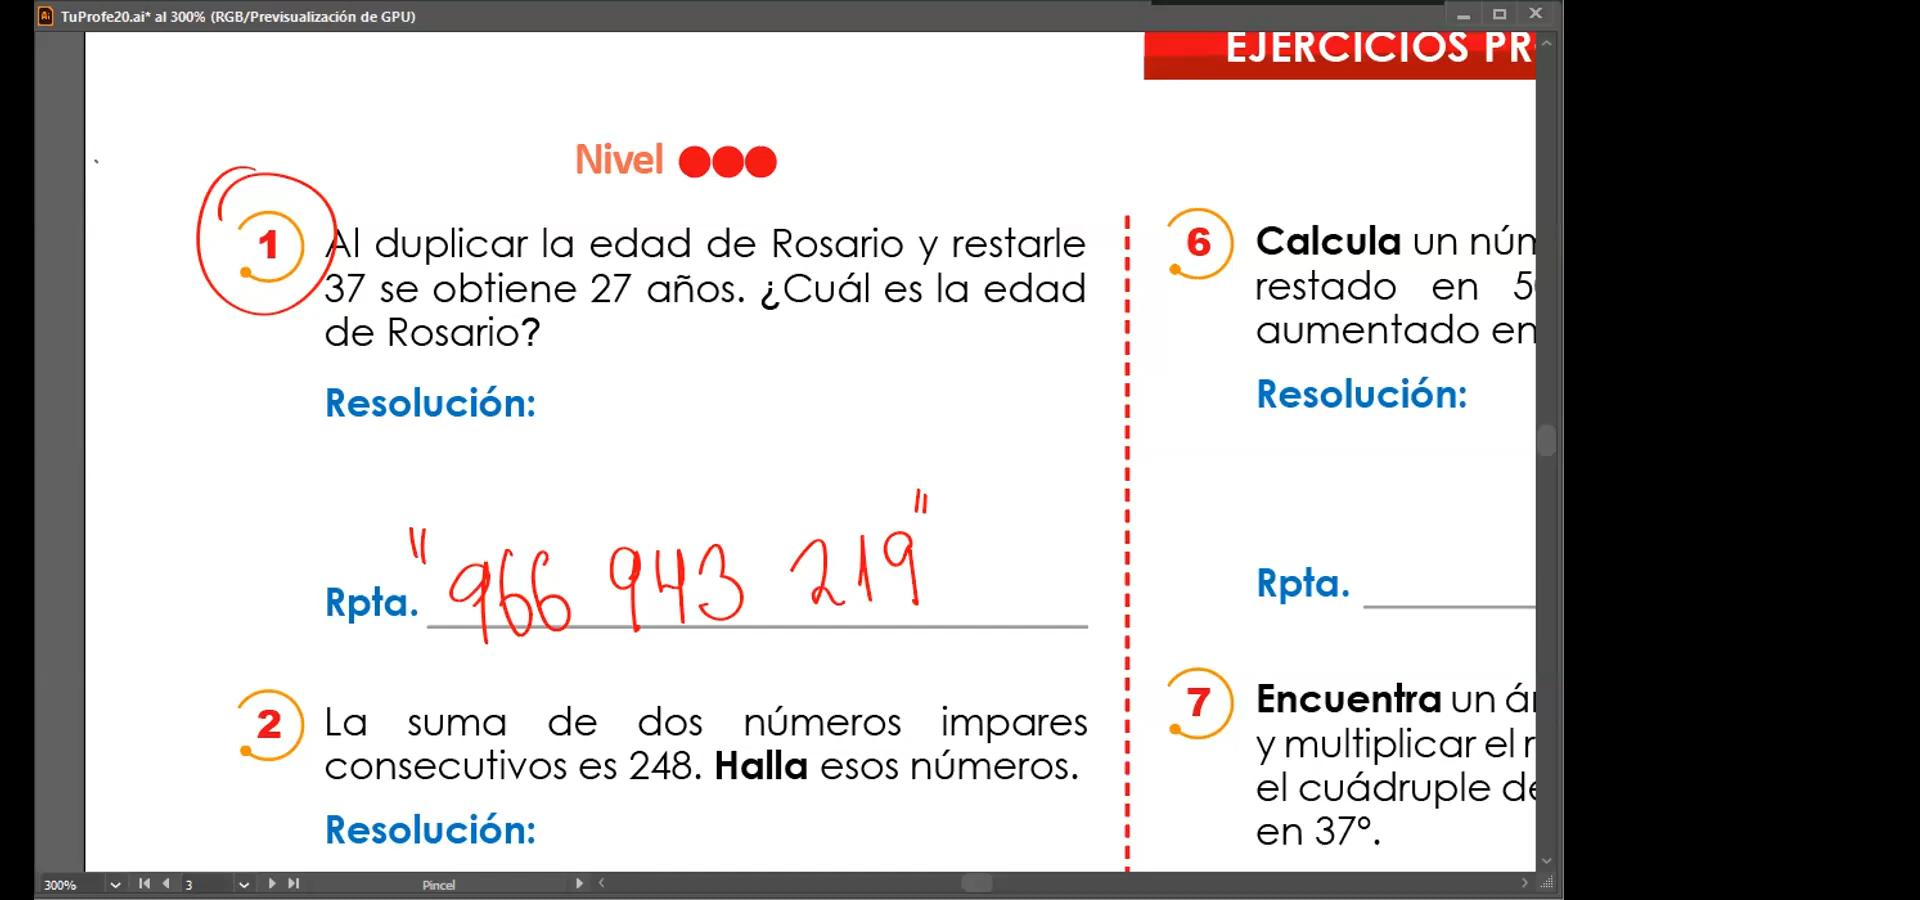 TuProfe20.ai* al 300% (RGB/Previsualización de GPU)
EJERCICIOS PR
Nivel
1
Al duplicar la edad de Rosario y restarle
37 se obtiene 27 años. ¿Cuál es la edad
de Rosario?
Resolución:
" 966 943 219 "
Rpta.
2
La suma de dos números impares
consecutivos es 248. Halla esos números.
Resolución:
6
Calcula un núm
restado en 5
aumentado en
Resolución:
Rpta.
7
Encuentra un án
y multiplicar el r
el cuádruple de
en 37º.
300%
3
Pincel